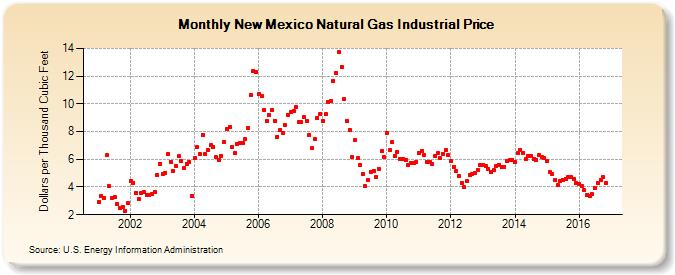 Monthly New Mexico Natural Gas Industrial Price
Dollars per Thousand Cubic Feet
14
12
10
8
6
4
2
2002 2004 2006 2008 2010 2012 2014 2016
Source: U.S. Energy Information Administration